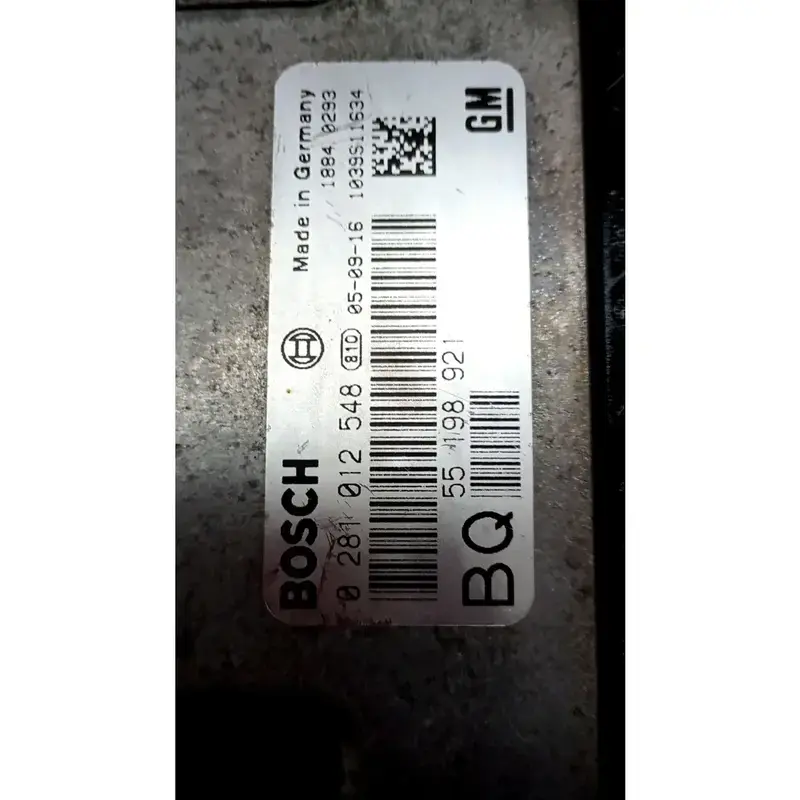 BOSCH Made in Germany
1884 0293
0 281 012 548 810 05-09-16 1039S11634
GM
55 198 921
BQ